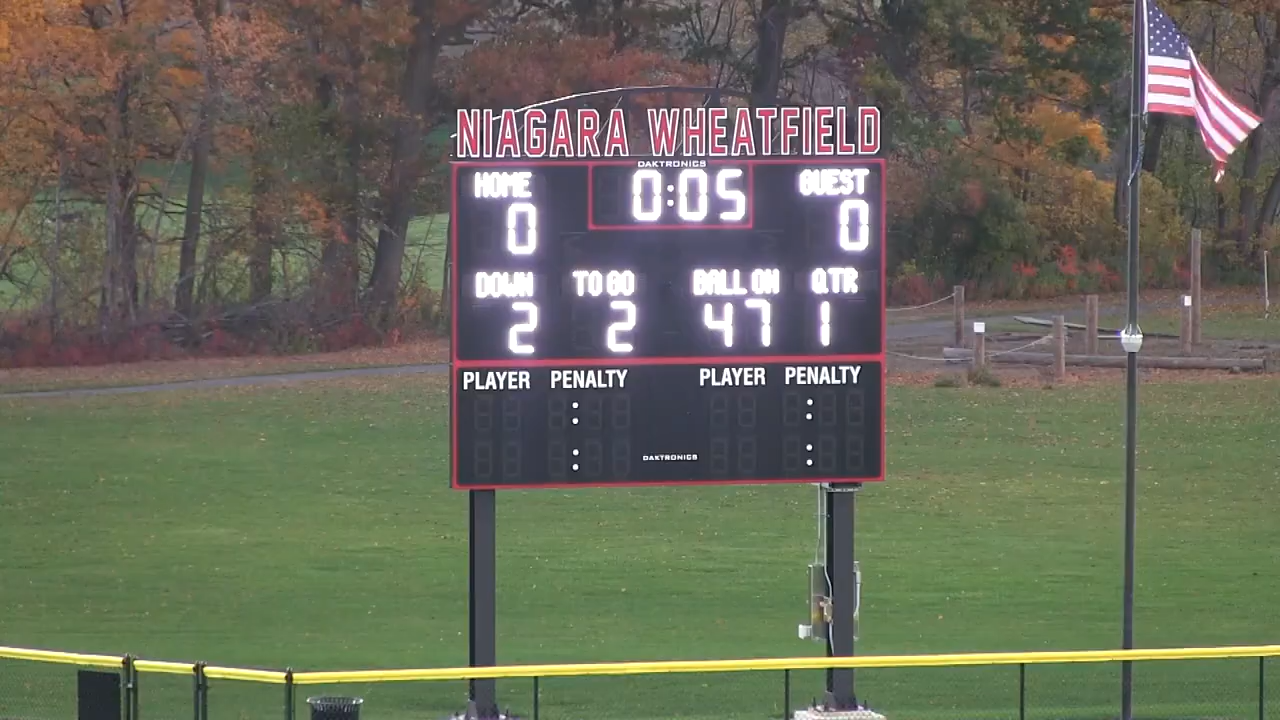 NIAGARA WHEATFIELD
DAKTRONICS
HOME 0:05 GUEST
0 0
DOWN TO GO BALL ON QTR
2 2 47 1
PLAYER PENALTY PLAYER PENALTY
: :
: :
DAKTRONICS